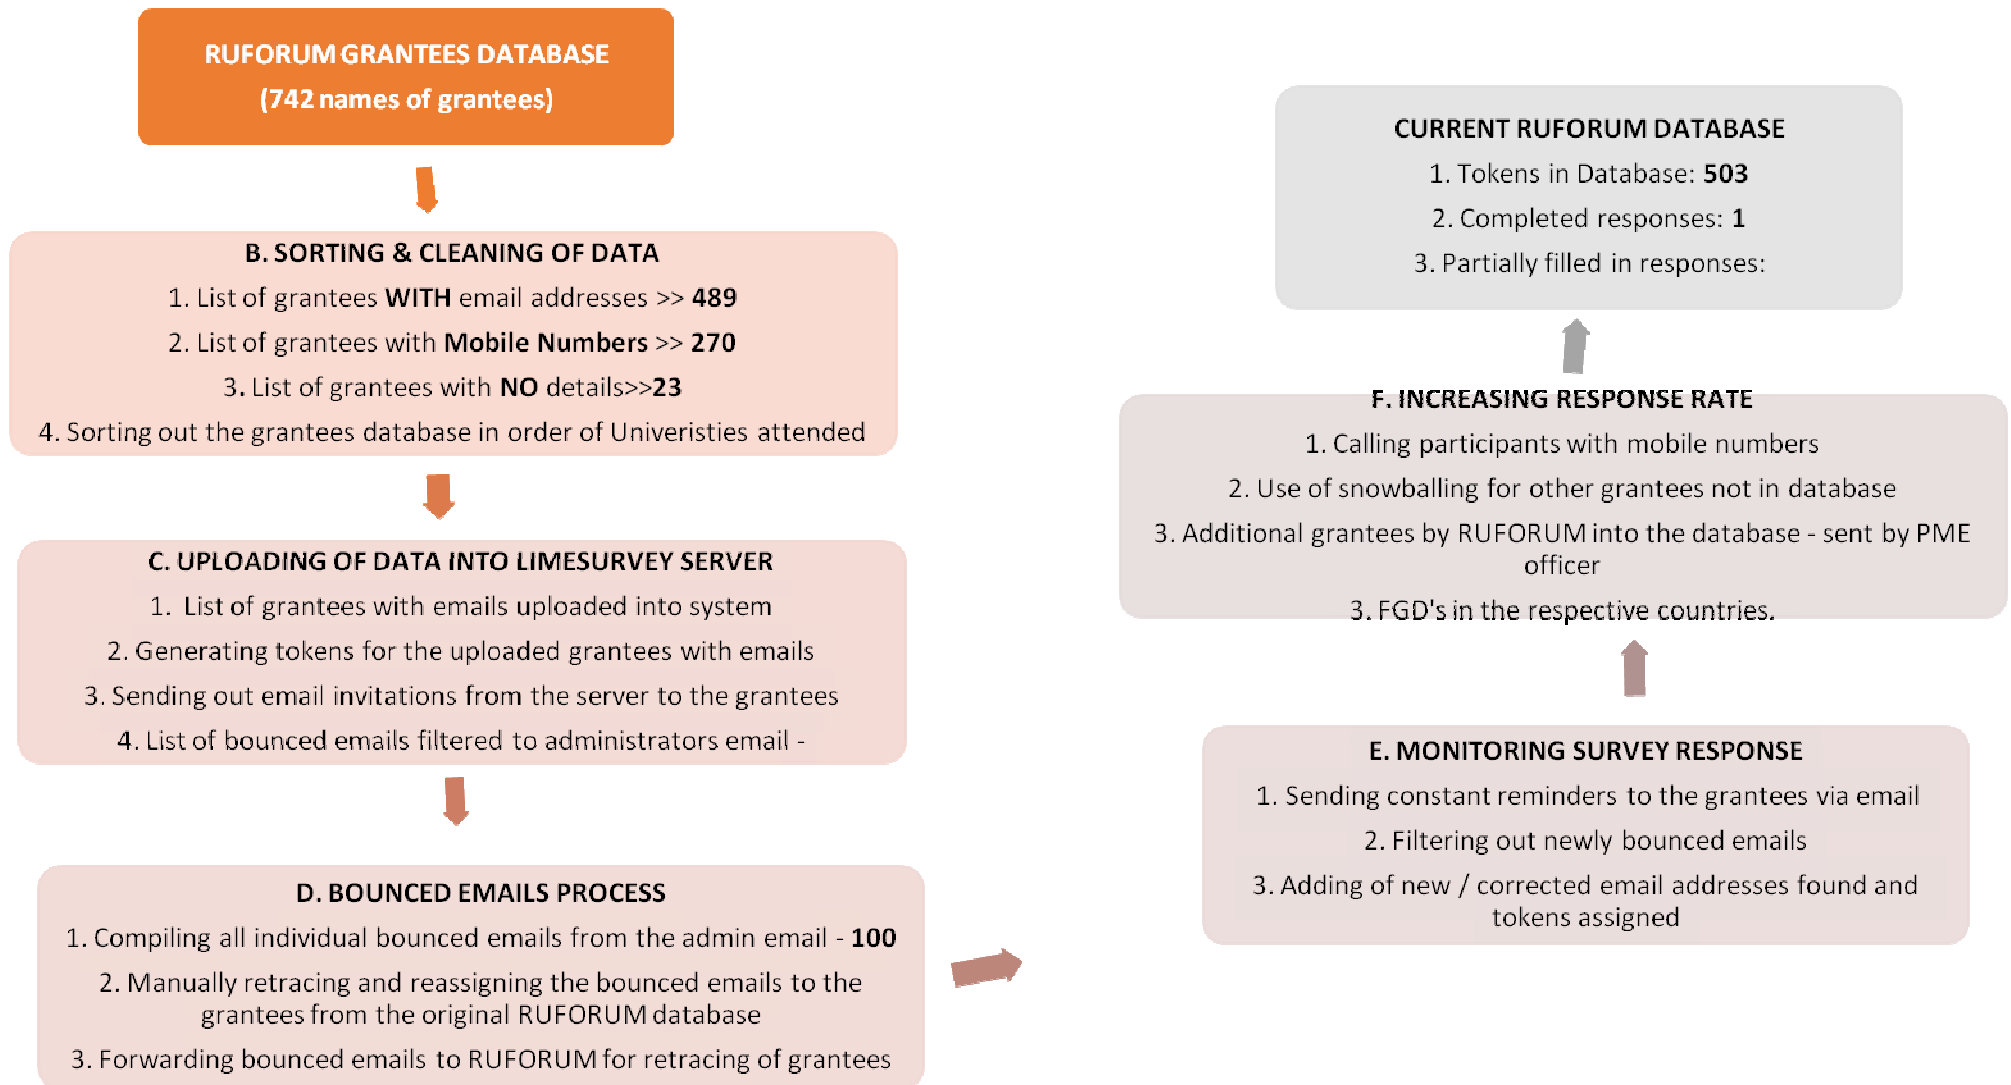 RUFORUM GRANTEES DATABASE
(742 names of grantees)
B. SORTING & CLEANING OF DATA
1. List of grantees WITH email addresses >> 489
2. List of grantees with Mobile Numbers >> 270
3. List of grantees with NO details>>23
4. Sorting out the grantees database in order of Univeristies attended
C. UPLOADING OF DATA INTO LIMESURVEY SERVER
1. List of grantees with emails uploaded into system
2. Generating tokens for the uploaded grantees with emails
3. Sending out email invitations from the server to the grantees
4. List of bounced emails filtered to administrators email -
D. BOUNCED EMAILS PROCESS
1. Compiling all individual bounced emails from the admin email - 100
2. Manually retracing and reassigning the bounced emails to the
grantees from the original RUFORUM database
3. Forwarding bounced emails to RUFORUM for retracing of grantees
E. MONITORING SURVEY RESPONSE
1. Sending constant reminders to the grantees via email
2. Filtering out newly bounced emails
3. Adding of new / corrected email addresses found and
tokens assigned
F. INCREASING RESPONSE RATE
1. Calling participants with mobile numbers
2. Use of snowballing for other grantees not in database
3. Additional grantees by RUFORUM into the database - sent by PME
officer
3. FGD's in the respective countries.
CURRENT RUFORUM DATABASE
1. Tokens in Database: 503
2. Completed responses: 1
3. Partially filled in responses: